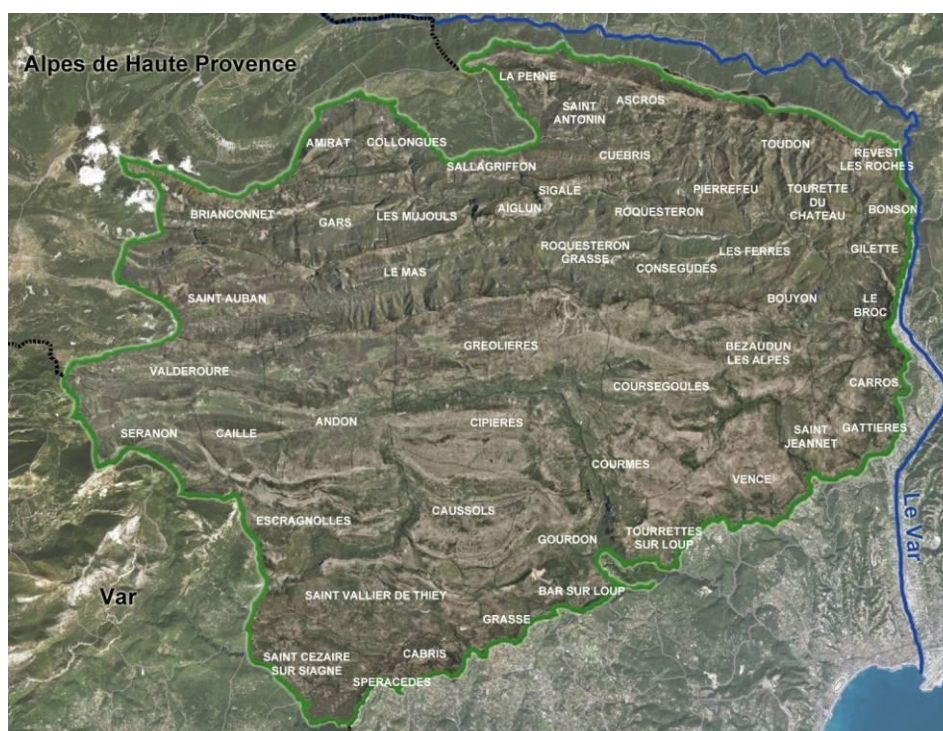 Alpes de Haute Provence
LA PENNE
SAINT
ANTONIN
ASCROS
AMIRAT
COLLONGUES
SALLAGRIFFON
CUEBRIS
TOUDON
REVEST
LES ROCHES
BRIANCONNET
GARS
LES MUJOULS
AIGLUN
SIGALE
ROQUESTERON
PIERREFEU
TOURETTE
DU
CHATEAU
BONSON
LE MAS
ROQUESTERON
GRASSE
CONSEGUDES
LES FERRES
GILETTE
SAINT AUBAN
BOUYON
LE
BROC
GREOLIERES
BEZAUDUN
LES ALPES
VALDEROURE
COURSEGOULES
CARROS
SERANON
CAILLE
ANDON
CIPIERES
SAINT
JEANNET
GATTIERES
COURMES
VENCE
ESCRAGNOLLES
CAUSSOLS
GOURDON
TOURRETTES
SUR LOUP
Le Var
Var
SAINT VALLIER DE THIEY
BAR SUR LOUP
GRASSE
SAINT CEZAIRE
SUR SIAGNE
CABRIS
SPERACEDES